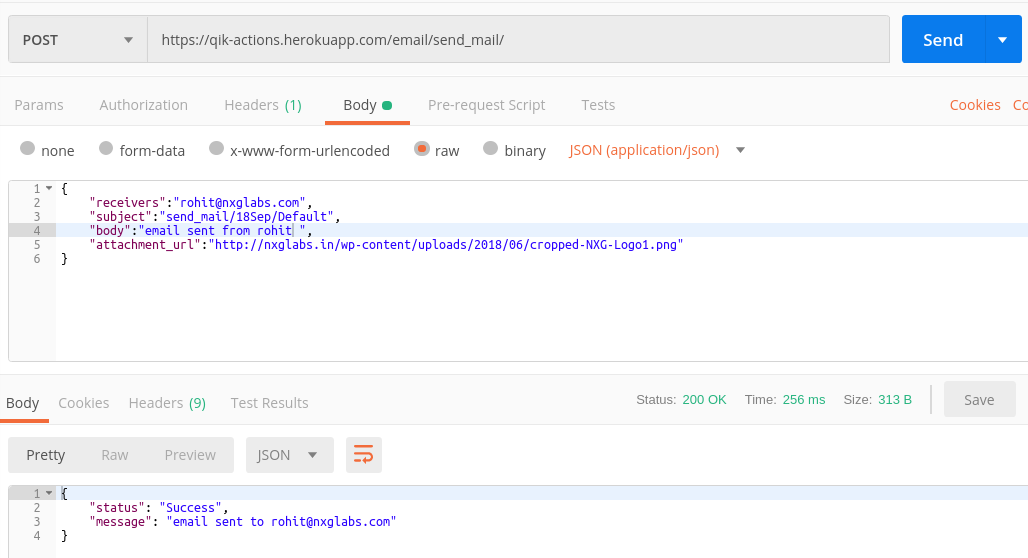 POST https://qik-actions.herokuapp.com/email/send_mail/ Send
Params Authorization Headers (1) Body Pre-request Script Tests Cookies Co
none form-data x-www-form-urlencoded raw binary JSON (application/json)
1 {
2 "receivers":"rohit@nxglabs.com",
3 "subject":"send_mail/18Sep/Default",
4 "body":"email sent from rohit ",
5 "attachment_url":"http://nxglabs.in/wp-content/uploads/2018/06/cropped-NXG-Logo1.png"
6 }
Body Cookies Headers (9) Test Results Status: 200 OK Time: 256 ms Size: 313 B Save
Pretty Raw Preview JSON
1 {
2 "status": "Success",
3 "message": "email sent to rohit@nxglabs.com"
4 }